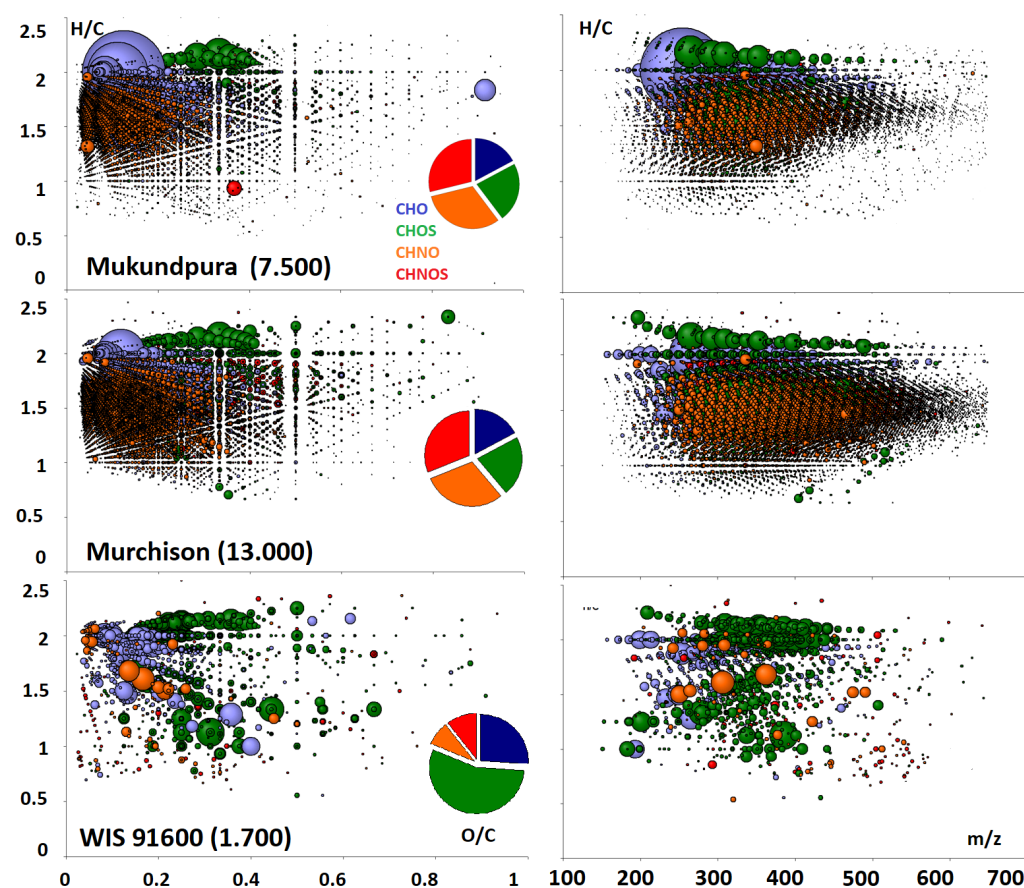 2.5 H/C H/C
2
1.5
1
CHO
CHOS
0.5 CHNO
0 Mukundpura (7.500) CHNOS
2.5
2
1.5
1
0.5
0 Murchison (13.000)
2.5
H/C
2
1.5
1
0.5
0 WIS 91600 (1.700) O/C m/z
0 0.2 0.4 0.6 0.8 1 100 200 300 400 500 600 700